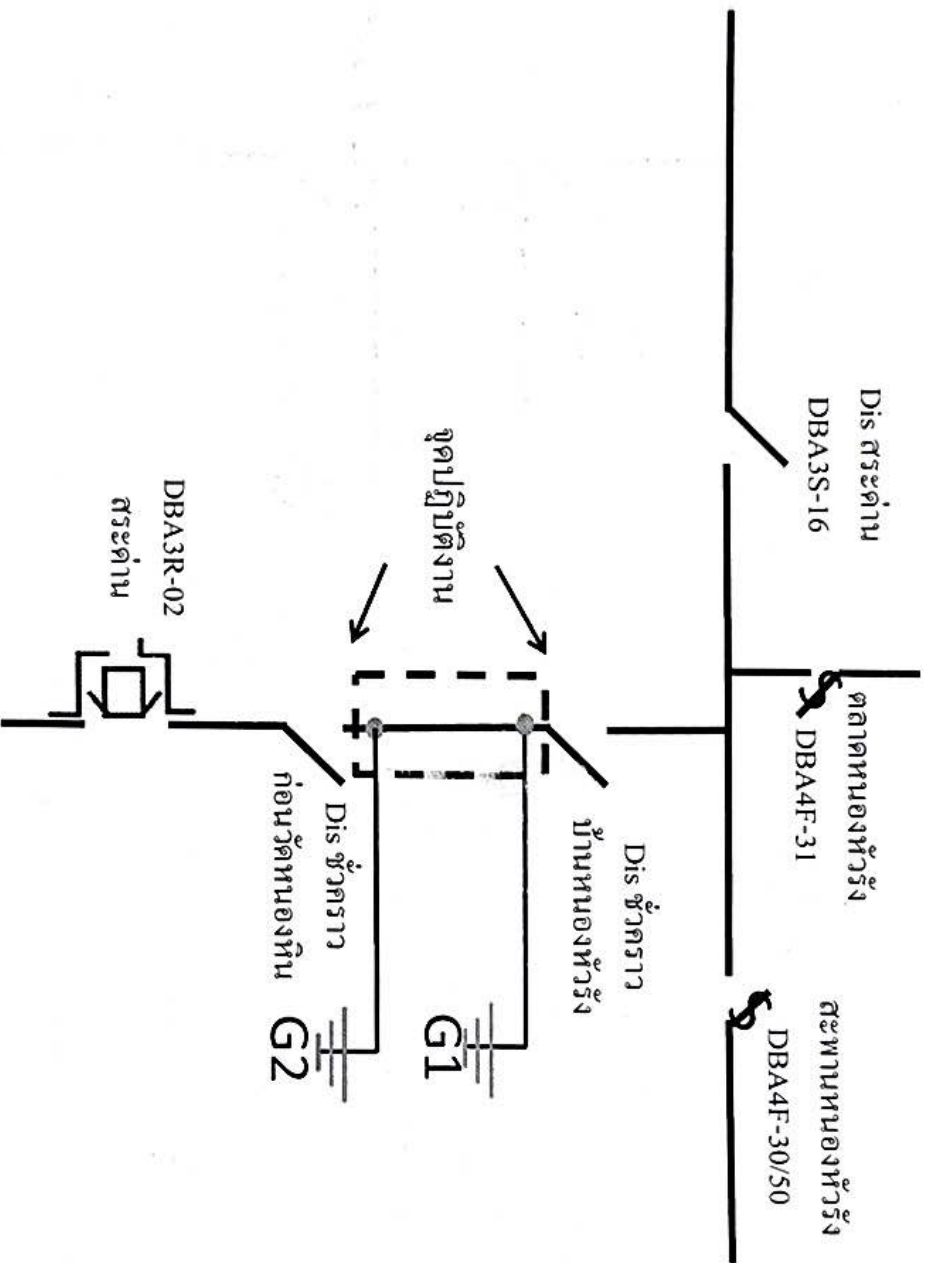 Dis สระด่าน
DBA3S-16
ตลาดหนองหัวรัง
DBA4F-31
สะพานหนองหัวรัง
DBA4F-30/50
จุดปฏิบัติงาน
Dis ชั่วคราว
บ้านหนองหัวรัง
G1
Dis ชั่วคราว
ก่อนวัดหนองหิน
G2
DBA3R-02
สระด่าน